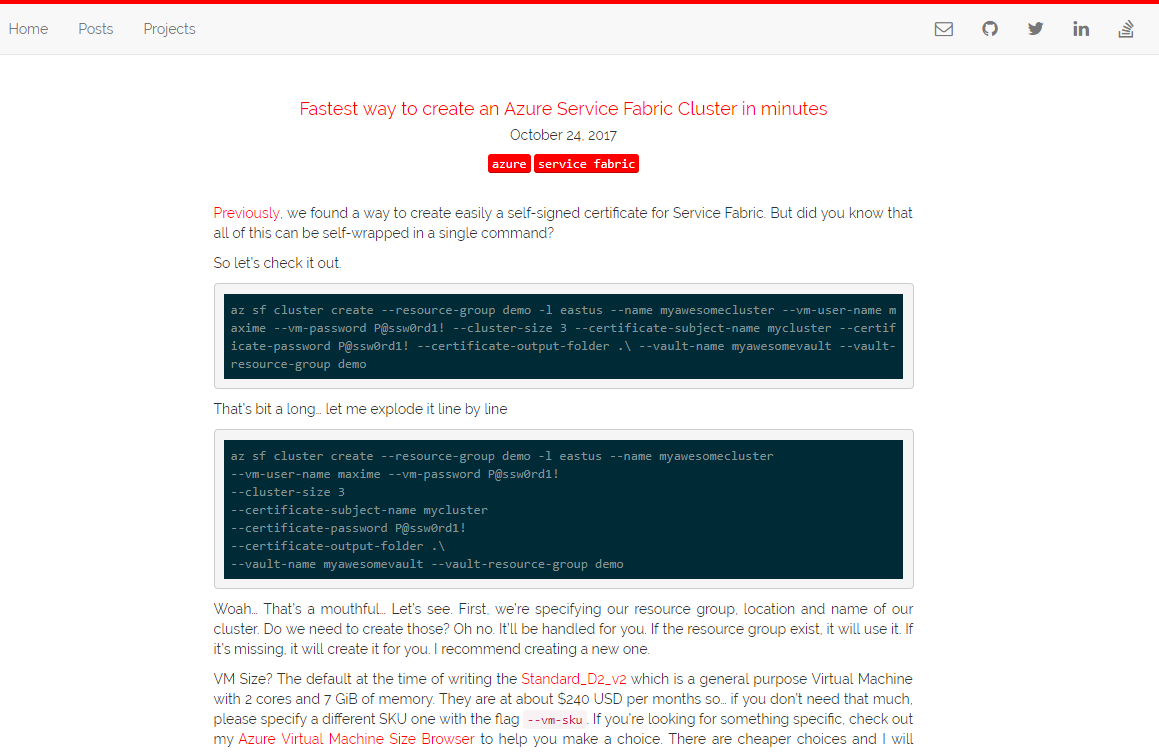 Home Posts Projects
Fastest way to create an Azure Service Fabric Cluster in minutes
October 24, 2017
azure service fabric
Previously, we found a way to create easily a self-signed certificate for Service Fabric. But did you know that
all of this can be self-wrapped in a single command?
So let's check it out.
az sf cluster create --resource-group demo -l eastus --name myawesomecluster --vm-user-name m
axime --vm-password P@ssw0rd1! --cluster-size 3 --certificate-subject-name mycluster --certif
icate-password P@ssw0rd1! --certificate-output-folder .\ --vault-name myawesomevault --vault-
resource-group demo
That's bit a long… let me explode it line by line
az sf cluster create --resource-group demo -l eastus --name myawesomecluster
--vm-user-name maxime --vm-password P@ssw0rd1!
--cluster-size 3
--certificate-subject-name mycluster
--certificate-password P@ssw0rd1!
--certificate-output-folder .\
--vault-name myawesomevault --vault-resource-group demo
Woah… That's a mouthful… Let's see. First, we're specifying our resource group, location and name of our
cluster. Do we need to create those? Oh no. It'll be handled for you. If the resource group exist, it will use it. If
it's missing, it will create it for you. I recommend creating a new one.
VM Size? The default at the time of writing the Standard_D2_v2 which is a general purpose Virtual Machine
with 2 cores and 7 GiB of memory. They are at about $240 USD per months so… if you don't need that much,
please specify a different SKU one with the flag --vm-sku. If you're looking for something specific, check out
my Azure Virtual Machine Size Browser to help you make a choice. There are cheaper choices and I will